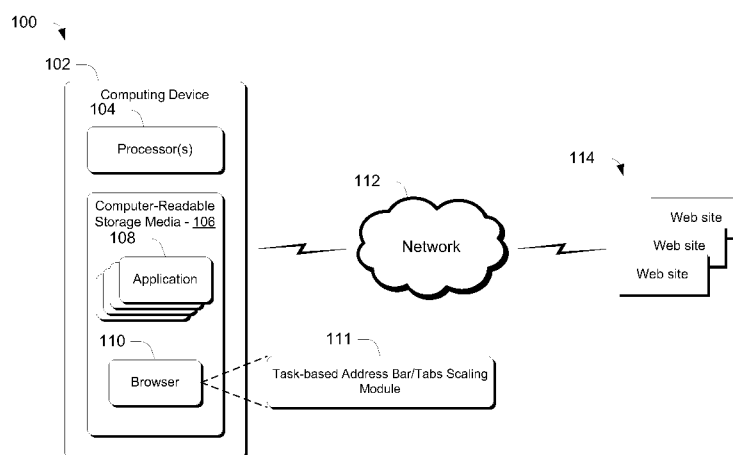 100
102
Computing Device
104
Processor(s)
Computer-Readable
Storage Media - 106
108
Application
110
Browser
111
Task-based Address Bar/Tabs Scaling
Module
112
Network
114
Web site
Web site
Web site